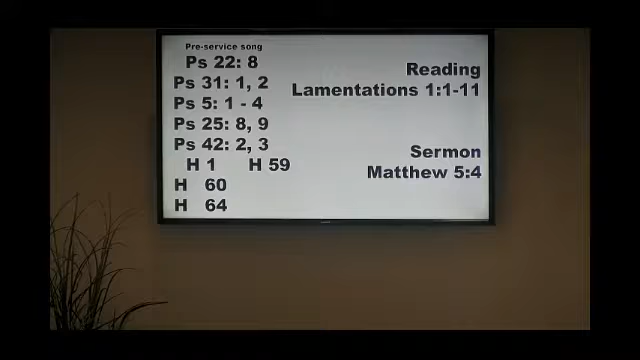 Pre-service song
Ps 22: 8
Ps 31: 1, 2
Ps 5: 1 - 4
Ps 25: 8, 9
Ps 42: 2, 3
H 1 H 59
H 60
H 64
Reading
Lamentations 1:1-11
Sermon
Matthew 5:4